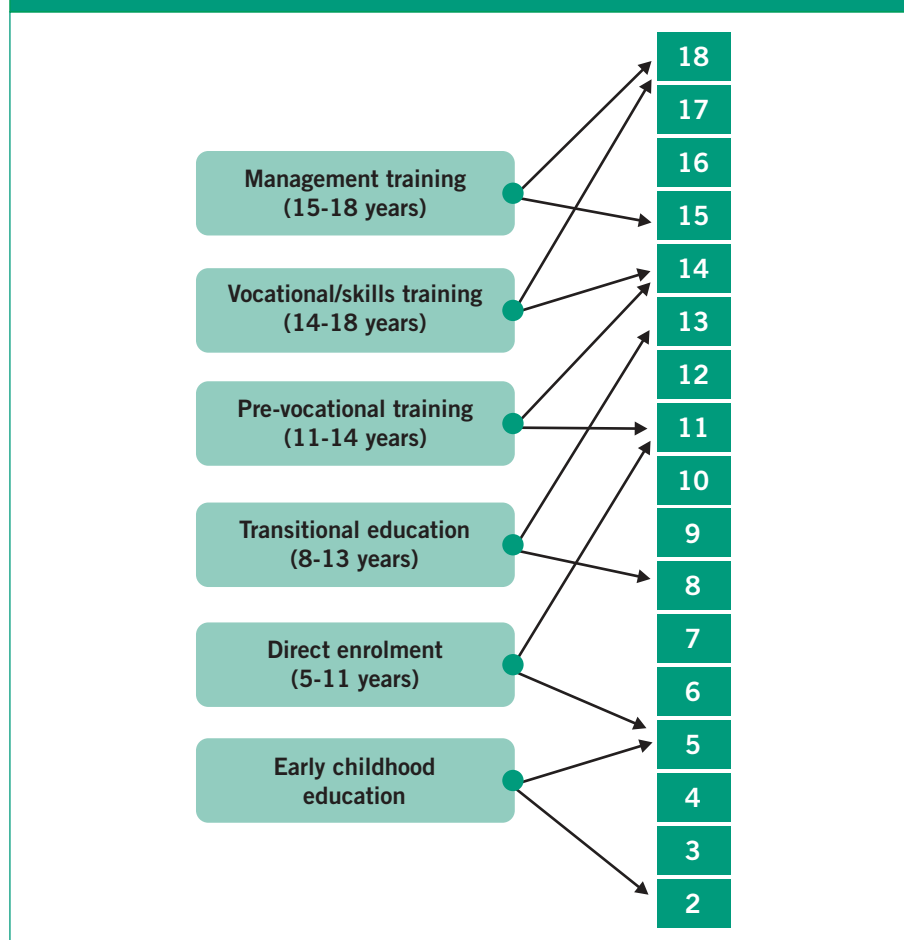 Management training
(15-18 years)
Vocational/skills training
(14-18 years)
Pre-vocational training
(11-14 years)
Transitional education
(8-13 years)
Direct enrolment
(5-11 years)
Early childhood
education
18
17
16
15
14
13
12
11
10
9
8
7
6
5
4
3
2